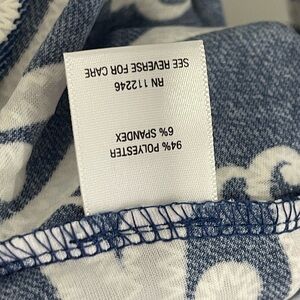 94% POLYESTER
6% SPANDEX
RN 112246
SEE REVERSE FOR CARE